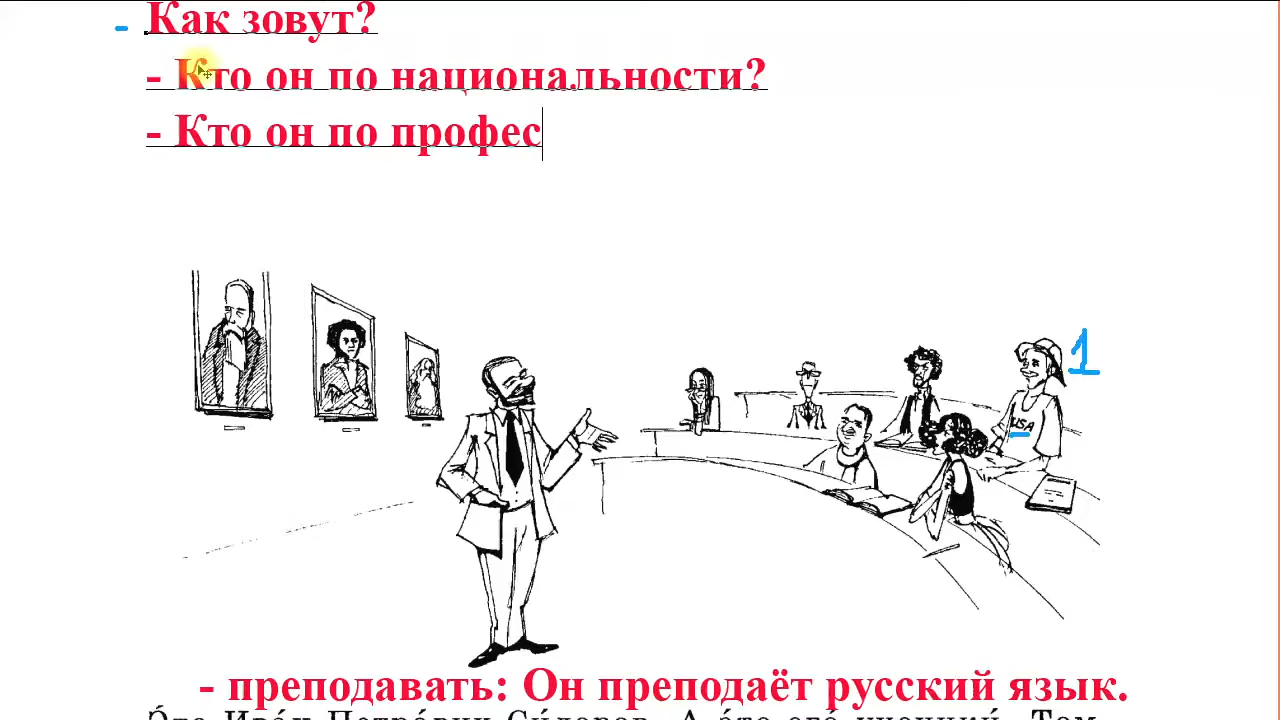 - Как зовут?
- Кто он по национальности?
- Кто он по профес
1
USA
- преподавать: Он преподаёт русский язык.